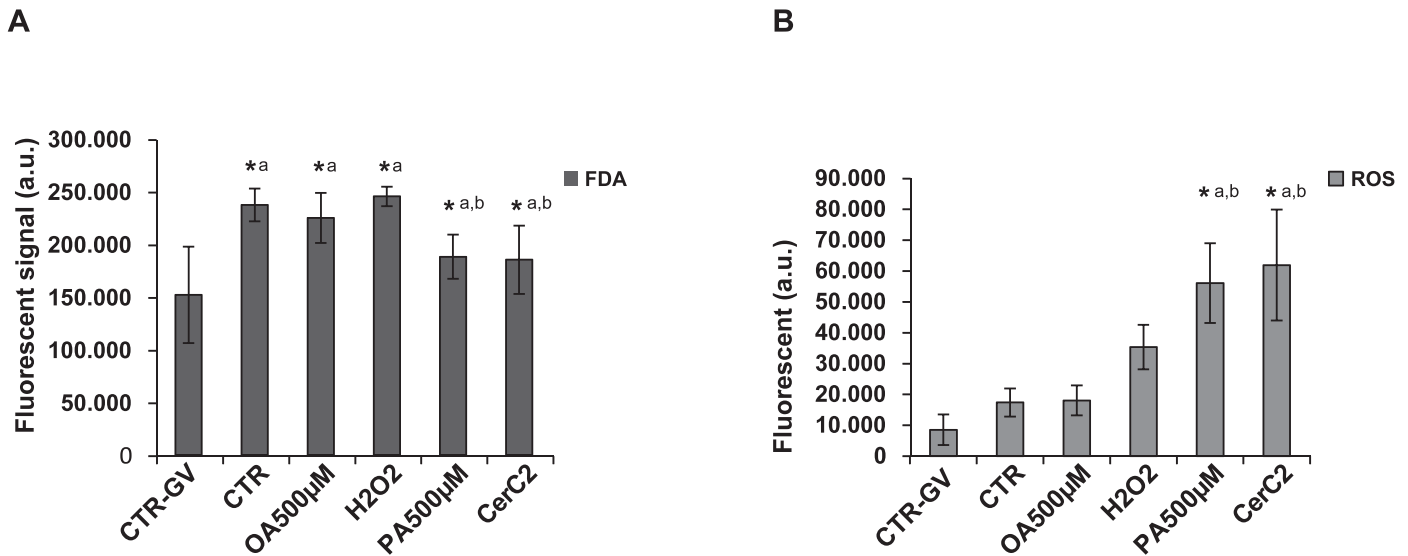 A
B
300.000
250.000
200.000
150.000
100.000
50.000
0
Fluorescent signal (a.u.)
*a
*a
*a
* a,b
* a,b
FDA
CTR-GV
CTR
OA500µM
H2O2
PA500µM
CerC2
90.000
80.000
70.000
60.000
50.000
40.000
30.000
20.000
10.000
0
Fluorescent (a.u.)
* a,b
* a,b
ROS
CTR-GV
CTR
OA500µM
H2O2
PA500µM
CerC2